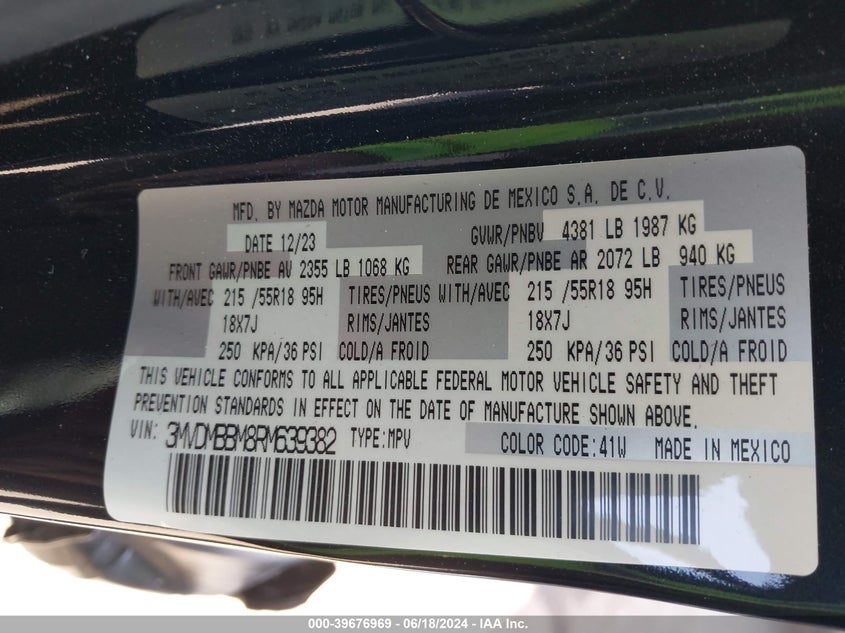 MFD. BY MAZDA MOTOR MANUFACTURING DE MEXICO S.A. DE C.V.
DATE 12/23 GVWR/PNBV 4381 LB 1987 KG
FRONT GAWR/PNBE AV 2355 LB 1068 KG REAR GAWR/PNBE AR 2072 LB 940 KG
WITH/AVEC 215 /55R18 95H TIRES/PNEUS WITH/AVEC 215 /55R18 95H TIRES/PNEUS
18X7J RIMS/JANTES 18X7J RIMS/JANTES
250 KPA/36 PSI COLD/A FROID 250 KPA/36 PSI COLD/A FROID
THIS VEHICLE CONFORMS TO ALL APPLICABLE FEDERAL MOTOR VEHICLE SAFETY AND THEFT
PREVENTION STANDARDS IN EFFECT ON THE DATE OF MANUFACTURE SHOWN ABOVE.
VIN: 3MVDMBBM8RM639382 TYPE:MPV COLOR CODE:41W MADE IN MEXICO
000-39676969 - 06/18/2024 - IAA Inc.